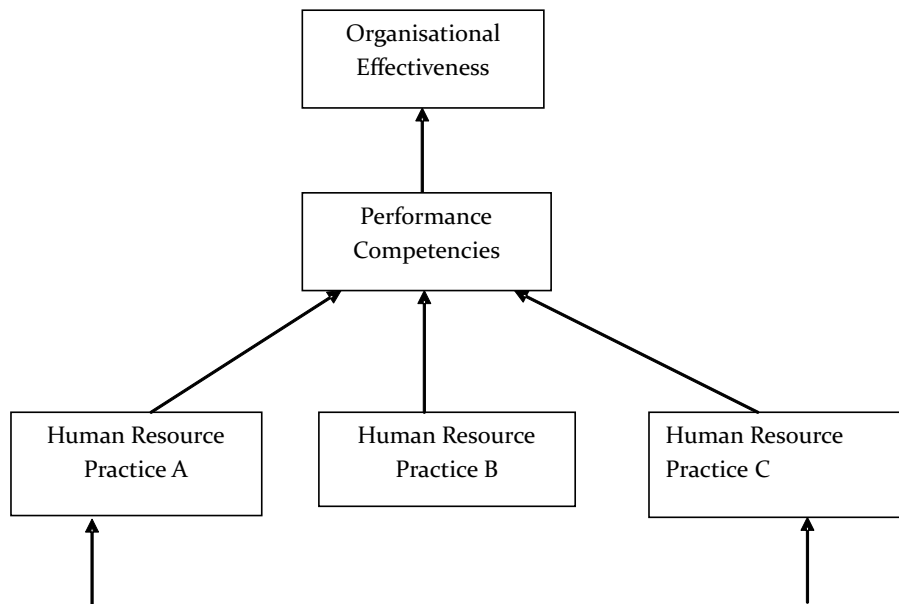 Organisational
Effectiveness
Performance
Competencies
Human Resource
Practice A
Human Resource
Practice B
Human Resource
Practice C